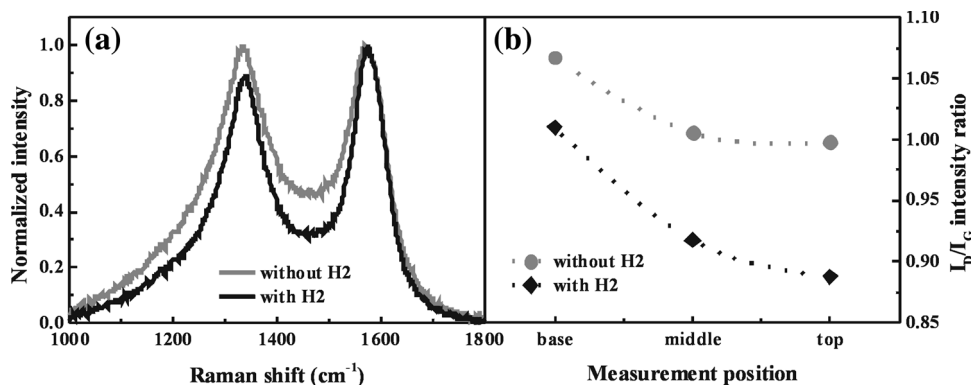 (a)
Normalized intensity
1.0
0.8
0.6
0.4
0.2
0.0
without H2
with H2
1000
1200
1400
1600
1800
Raman shift (cm⁻¹)
(b)
without H2
with H2
base
middle
top
Measurement position
1.10
1.05
1.00
0.95
0.90
0.85
I_D/I_G intensity ratio